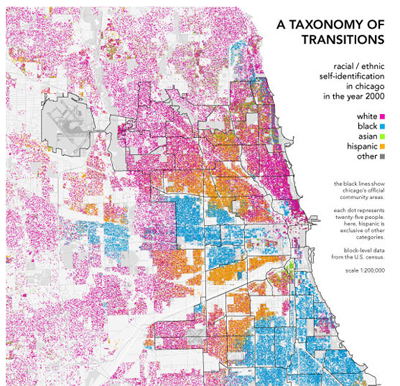 A TAXONOMY OF
TRANSITIONS
racial / ethnic
self-identification
in chicago
in the year 2000
white
black
asian
hispanic
other
the black lines show
chicago's official
community areas.
each dot represents
twenty-five people.
here, hispanic is
exclusive of other
categories.
block-level data
from the U.S. census.
scale 1:200,000